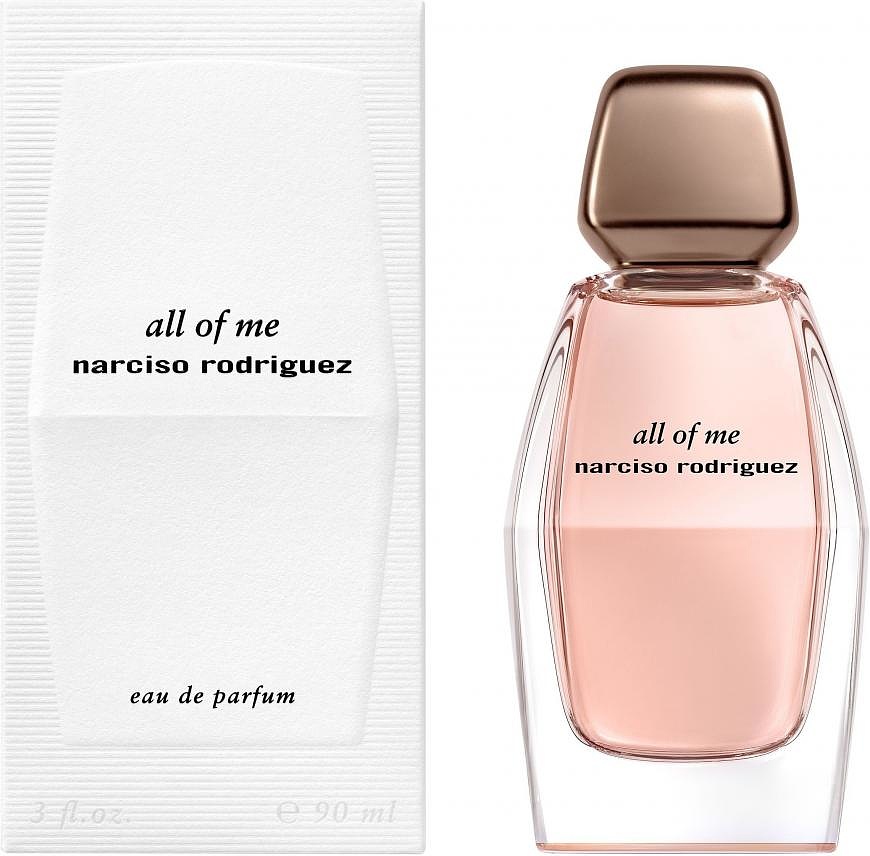 all of me
narciso rodriguez
eau de parfum
3 fl.oz. ℮ 90 ml
all of me
narciso rodriguez